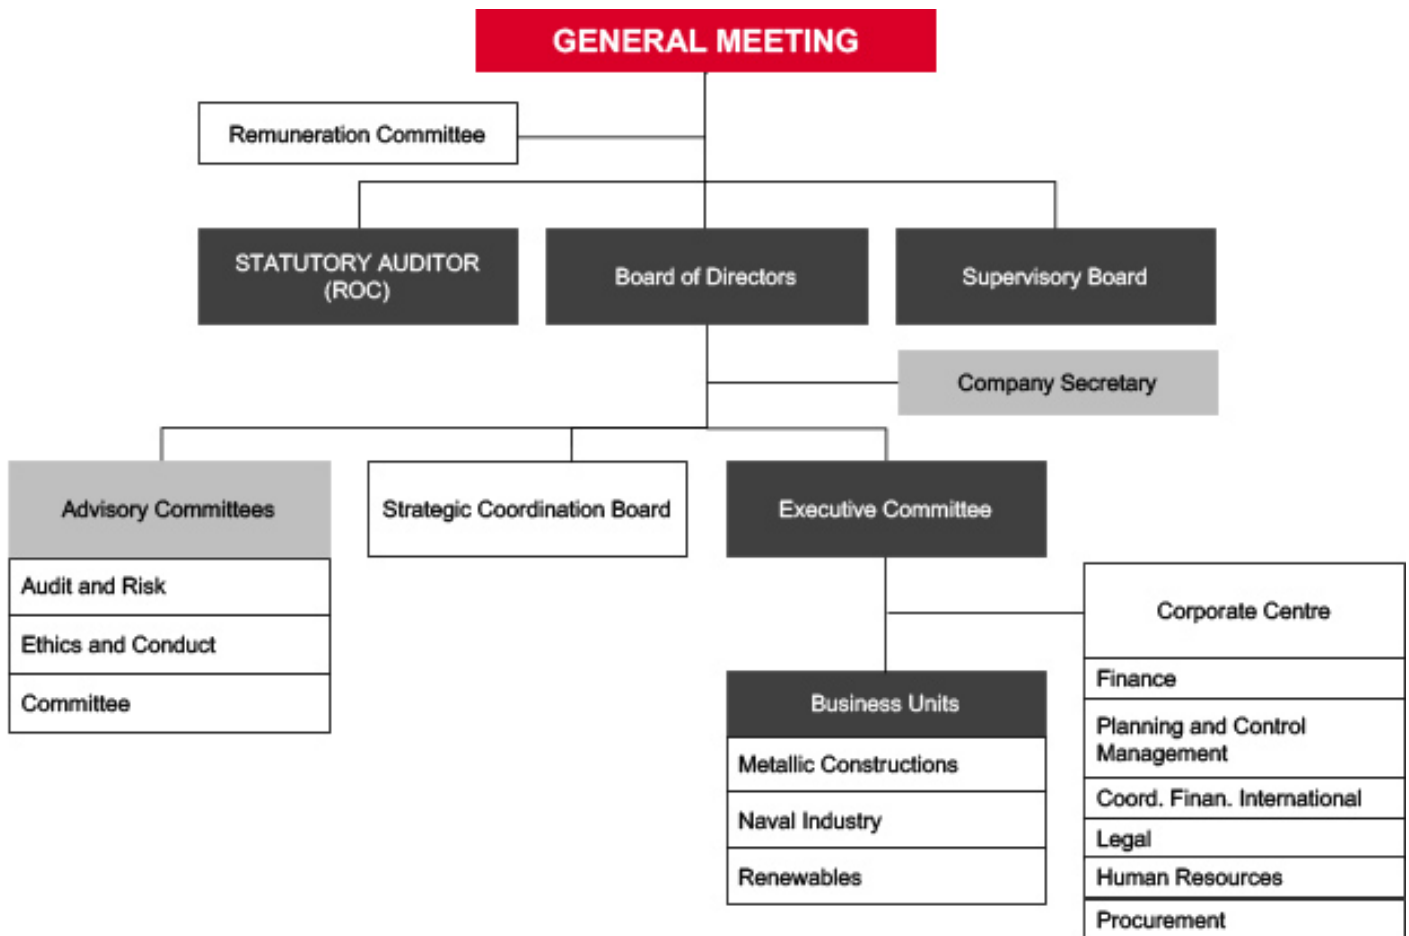 GENERAL MEETING
Remuneration Committee
STATUTORY AUDITOR
(ROC)
Board of Directors
Supervisory Board
Company Secretary
Advisory Committees
Audit and Risk
Ethics and Conduct
Committee
Strategic Coordination Board
Executive Committee
Business Units
Metallic Constructions
Naval Industry
Renewables
Corporate Centre
Finance
Planning and Control
Management
Coord. Finan. International
Legal
Human Resources
Procurement